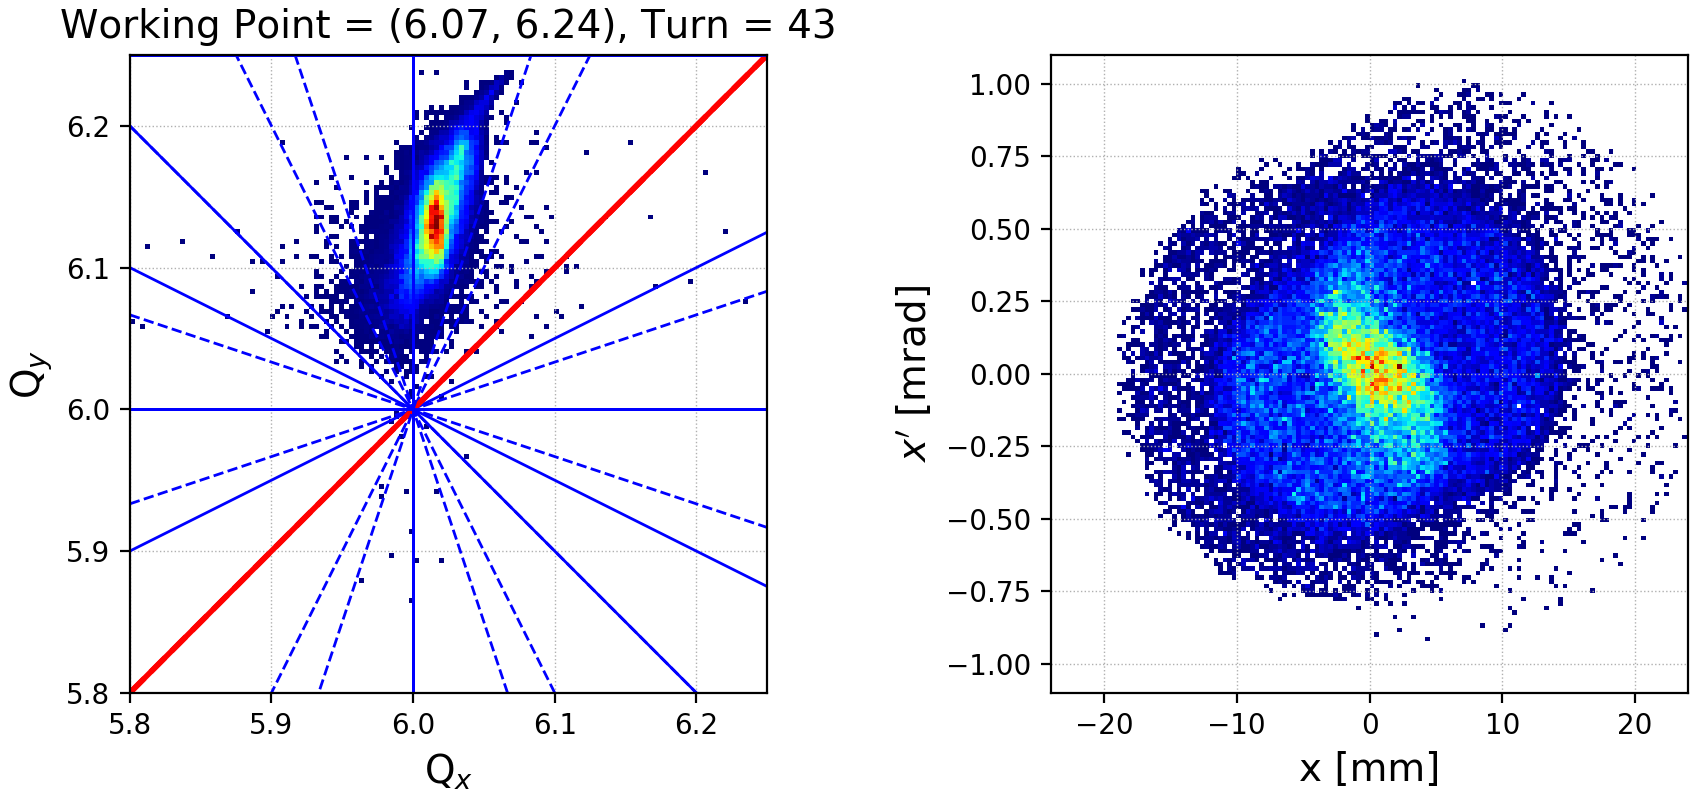 Working Point = (6.07, 6.24), Turn = 43
6.2
6.1
6.0
5.9
5.8
Q_y
5.8 5.9 6.0 6.1 6.2
Q_x
1.00
0.75
0.50
0.25
0.00
−0.25
−0.50
−0.75
−1.00
x′ [mrad]
−20 −10 0 10 20
x [mm]